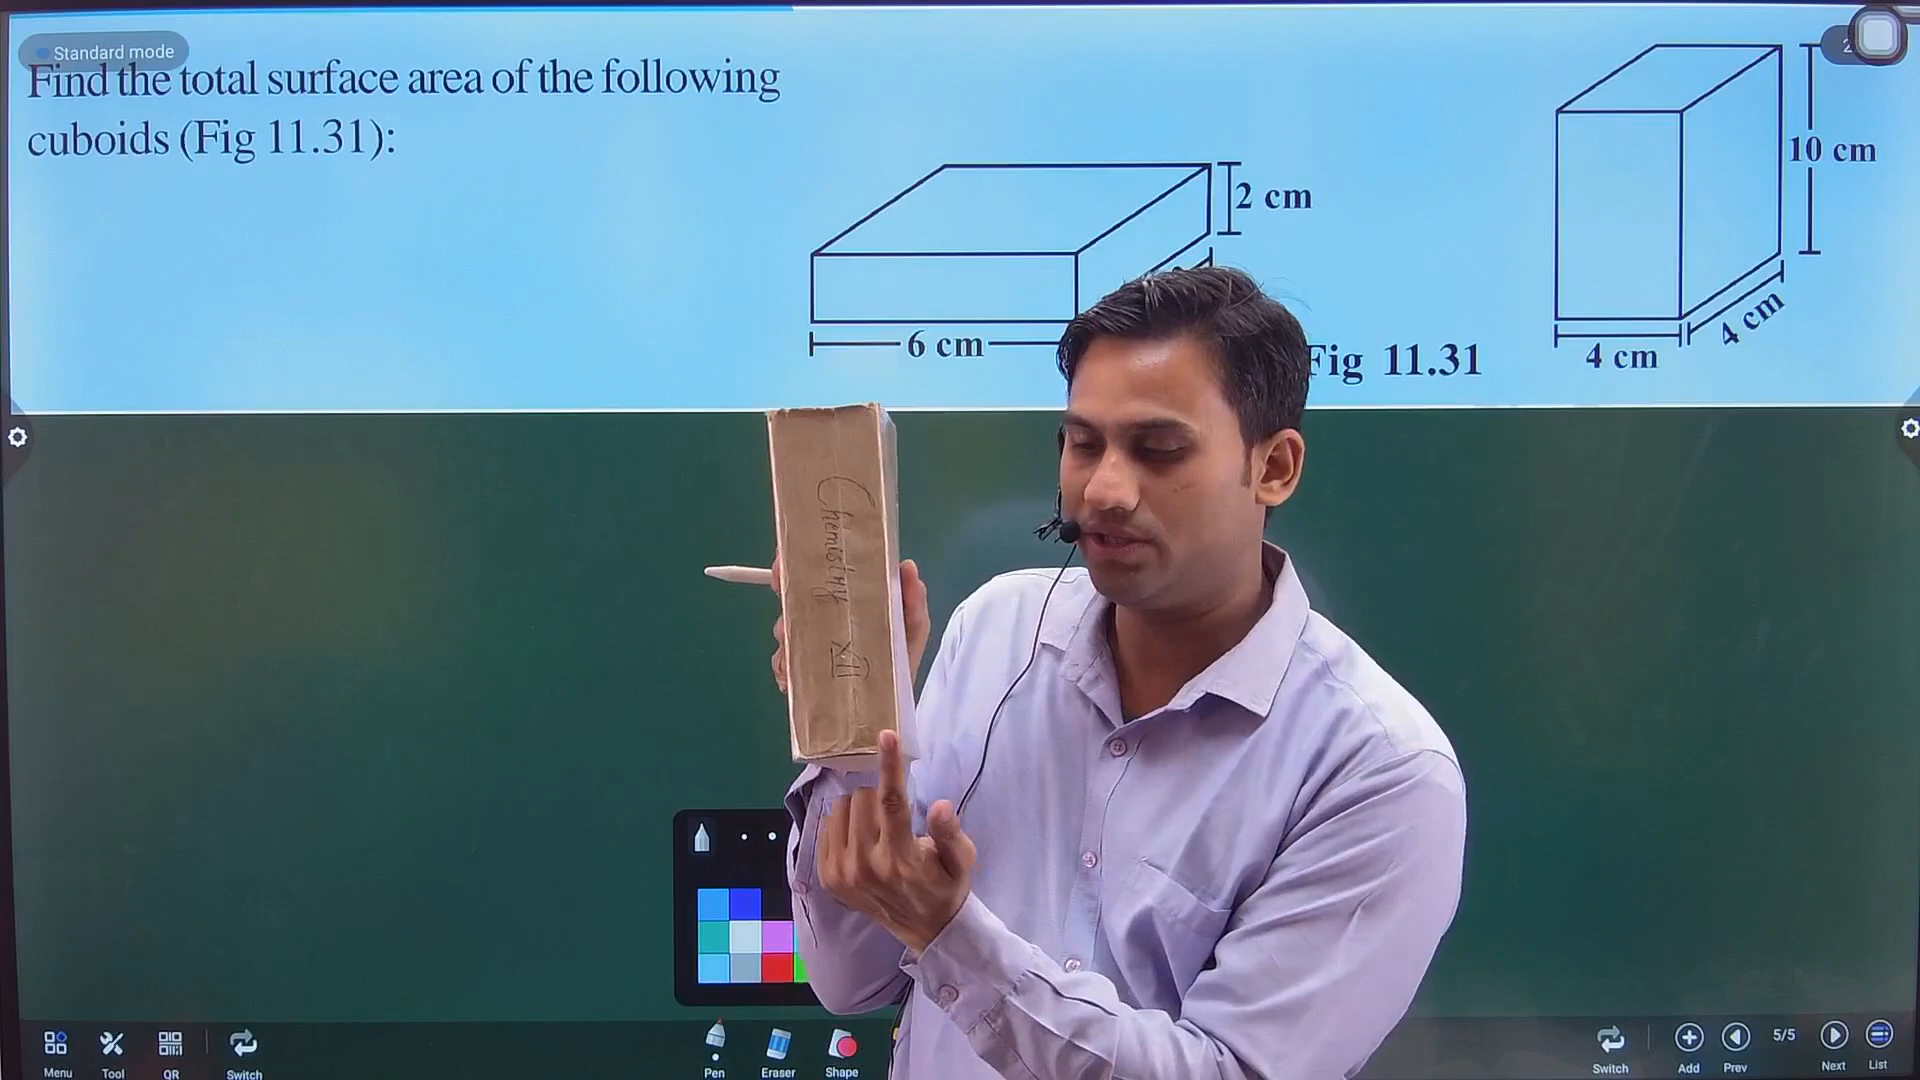 Standard mode
Find the total surface area of the following
cuboids (Fig 11.31):
2 cm
6 cm
Fig 11.31
10 cm
4 cm
4 cm
Chemistry XII
Menu
Tool
QR
Switch
Pen
Eraser
Shape
Switch
Add
Prev
5/5
Next
List